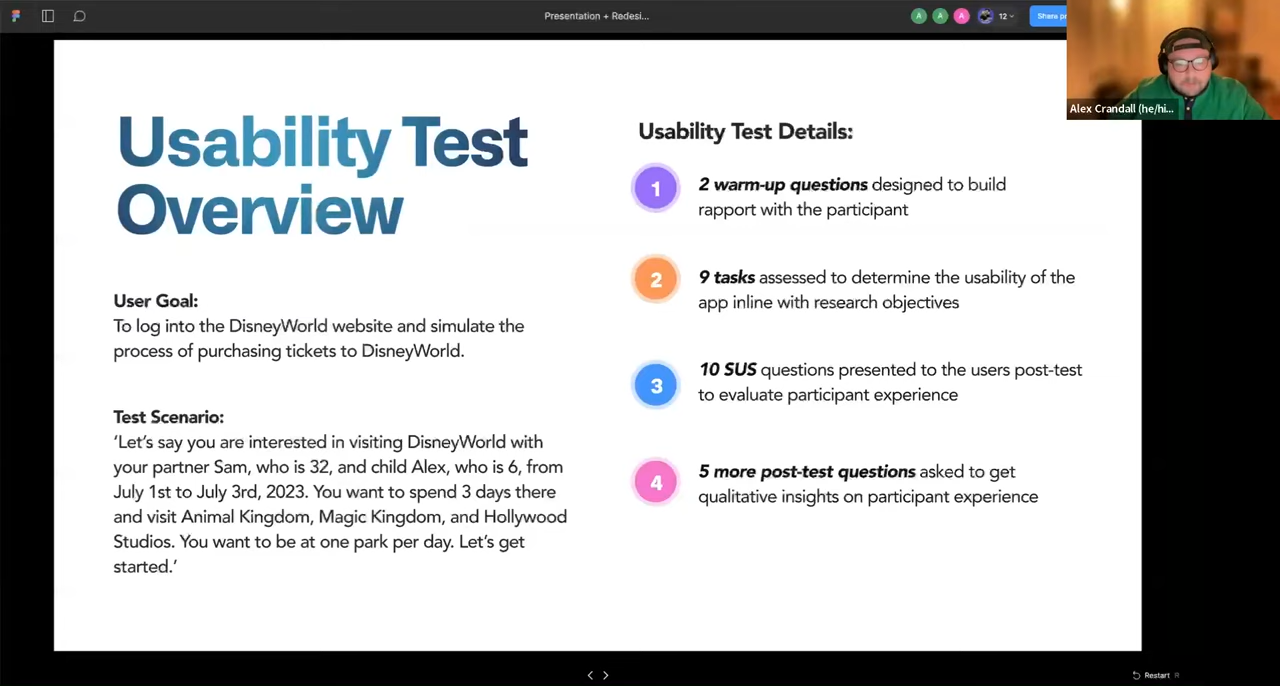 Presentation + Redesi...
A
A
A
12
Share pr
Alex Crandall (he/hi...
Usability Test
Overview
User Goal:
To log into the DisneyWorld website and simulate the
process of purchasing tickets to DisneyWorld.
Test Scenario:
‘Let’s say you are interested in visiting DisneyWorld with
your partner Sam, who is 32, and child Alex, who is 6, from
July 1st to July 3rd, 2023. You want to spend 3 days there
and visit Animal Kingdom, Magic Kingdom, and Hollywood
Studios. You want to be at one park per day. Let’s get
started.’
Usability Test Details:
1
2 warm-up questions designed to build
rapport with the participant
2
9 tasks assessed to determine the usability of the
app inline with research objectives
3
10 SUS questions presented to the users post-test
to evaluate participant experience
4
5 more post-test questions asked to get
qualitative insights on participant experience
Restart R